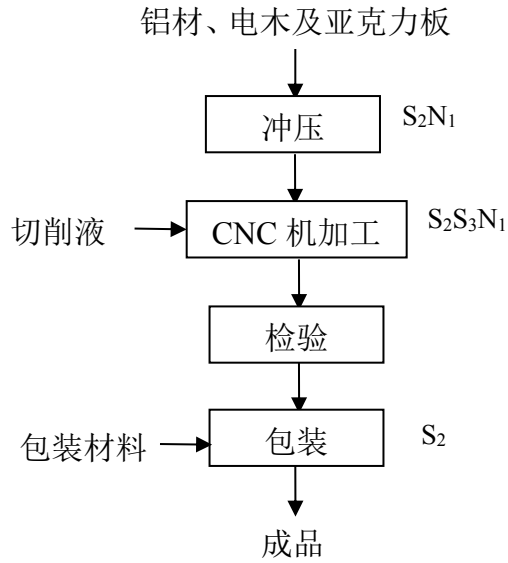 铝材、电木及亚克力板
冲压 S₂N₁
切削液 CNC 机加工 S₂S₃N₁
检验
包装材料 包装 S₂
成品